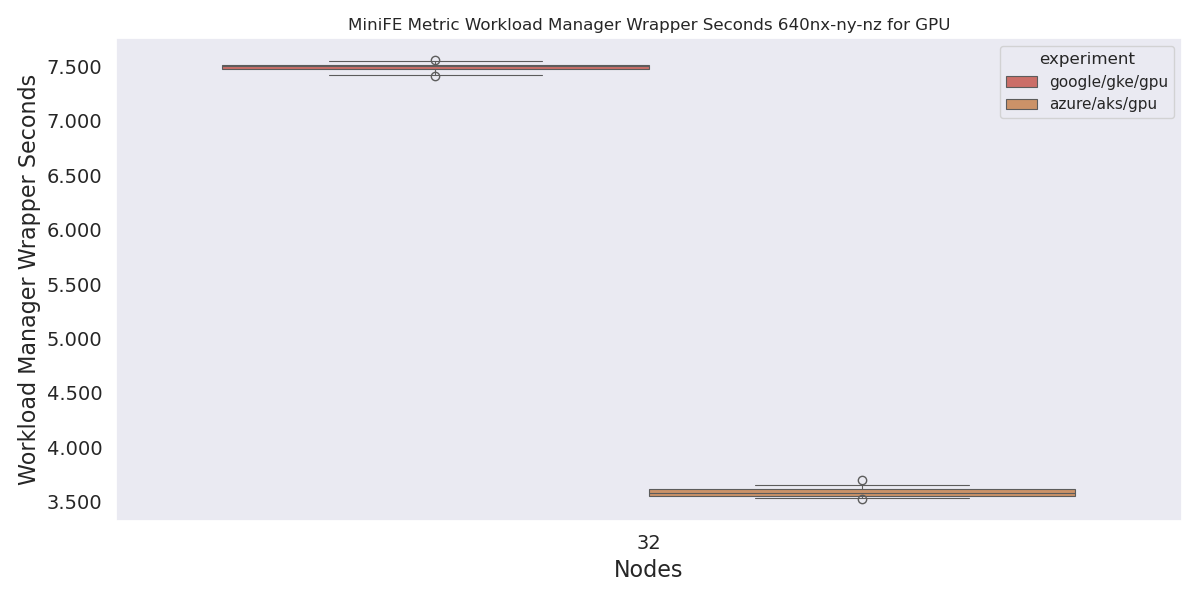 MiniFE Metric Workload Manager Wrapper Seconds 640nx-ny-nz for GPU
Workload Manager Wrapper Seconds
7.500
7.000
6.500
6.000
5.500
5.000
4.500
4.000
3.500
experiment
google/gke/gpu
azure/aks/gpu
32
Nodes